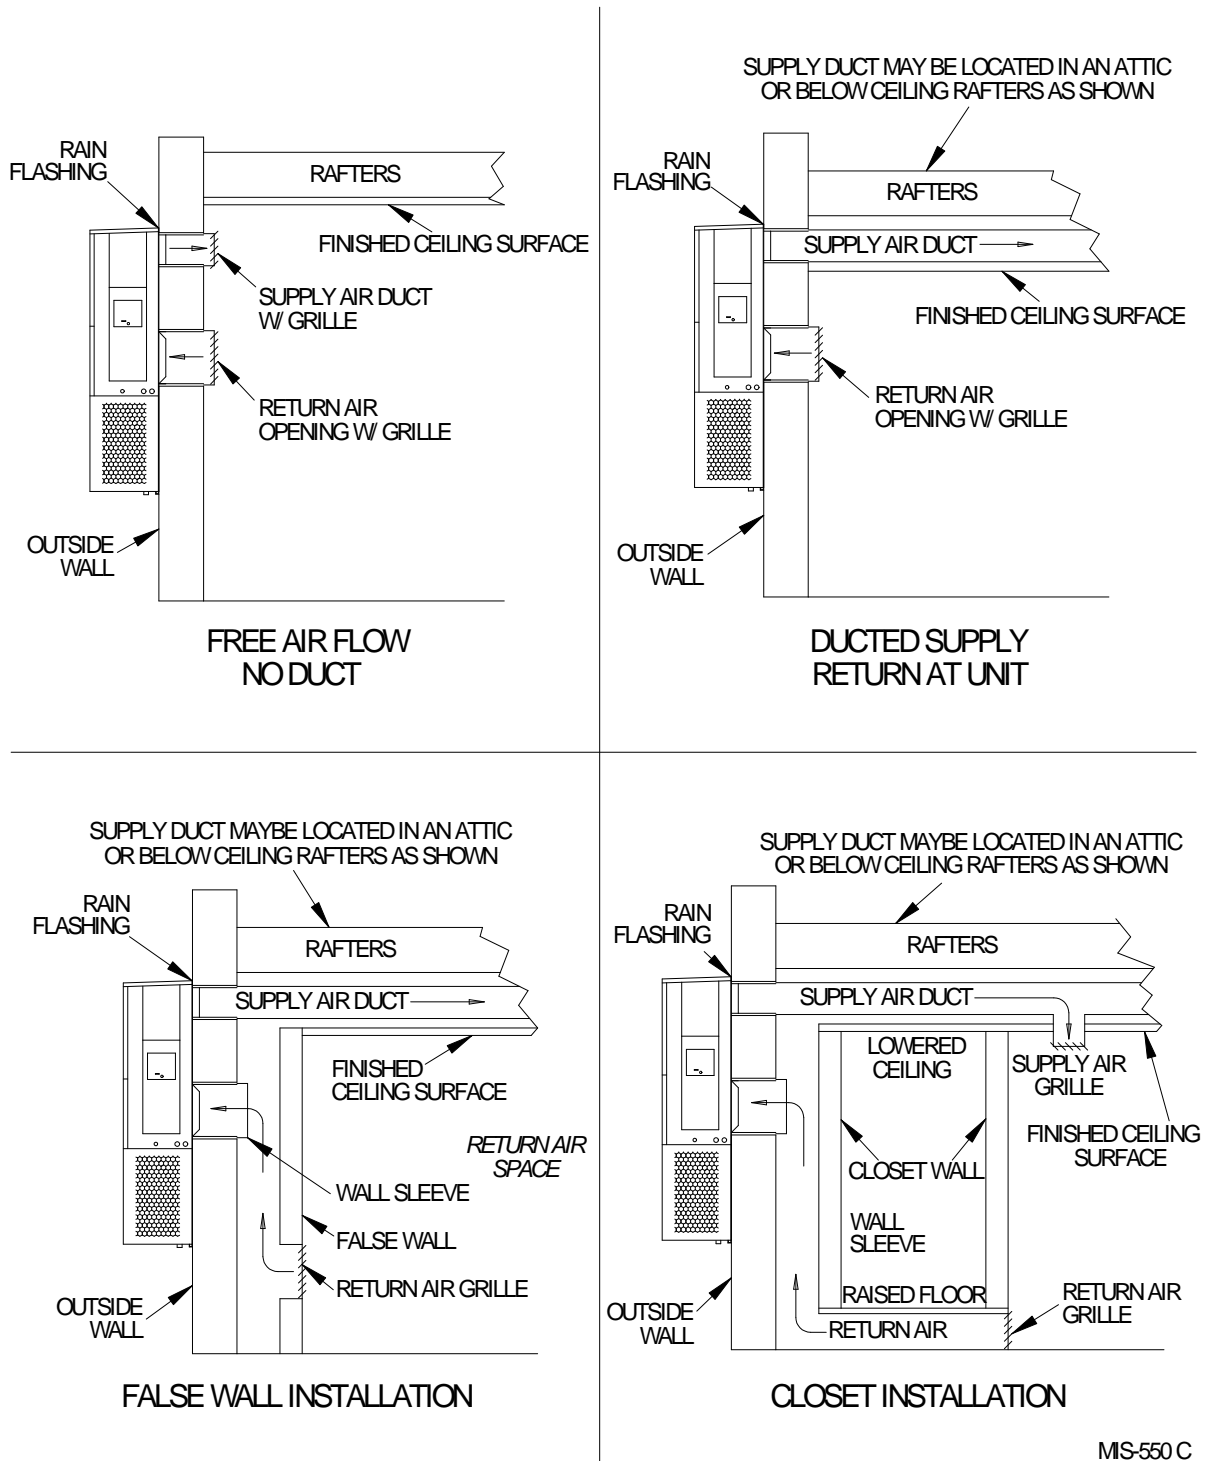 RAIN
FLASHING
RAFTERS
FINISHED CEILING SURFACE
SUPPLY AIR DUCT
W/ GRILLE
RETURN AIR
OPENING W/ GRILLE
OUTSIDE
WALL
FREE AIR FLOW
NO DUCT
SUPPLY DUCT MAY BE LOCATED IN AN ATTIC
OR BELOW CEILING RAFTERS AS SHOWN
RAIN
FLASHING
RAFTERS
SUPPLY AIR DUCT
FINISHED CEILING SURFACE
RETURN AIR
OPENING W/ GRILLE
OUTSIDE
WALL
DUCTED SUPPLY
RETURN AT UNIT
SUPPLY DUCT MAYBE LOCATED IN AN ATTIC
OR BELOW CEILING RAFTERS AS SHOWN
RAIN
FLASHING
RAFTERS
SUPPLY AIR DUCT
FINISHED
CEILING SURFACE
RETURN AIR
SPACE
WALL SLEEVE
FALSE WALL
RETURN AIR GRILLE
OUTSIDE
WALL
FALSE WALL INSTALLATION
SUPPLY DUCT MAYBE LOCATED IN AN ATTIC
OR BELOW CEILING RAFTERS AS SHOWN
RAIN
FLASHING
RAFTERS
SUPPLY AIR DUCT
LOWERED
CEILING
SUPPLY AIR
GRILLE
FINISHED CEILING
SURFACE
CLOSET WALL
WALL
SLEEVE
RAISED FLOOR
RETURN AIR
GRILLE
OUTSIDE
WALL
RETURN AIR
CLOSET INSTALLATION
MIS-550 C